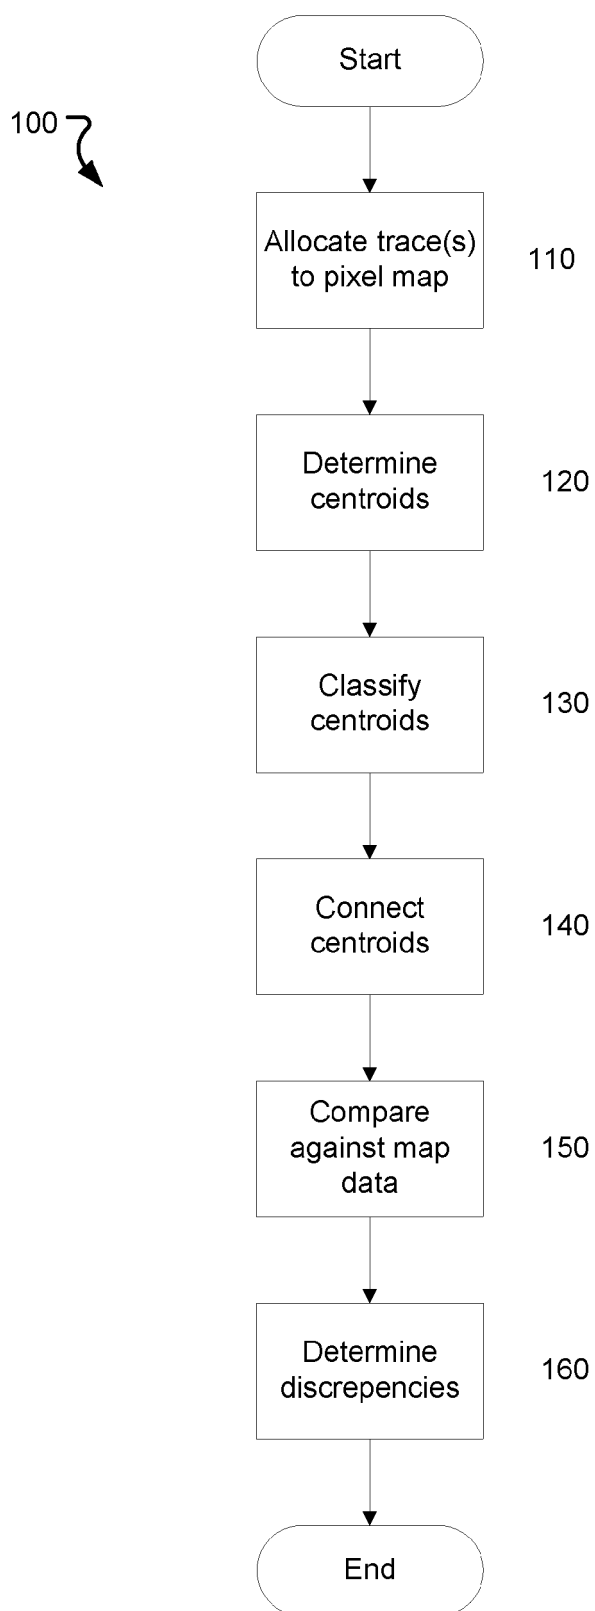 Start
100
Allocate trace(s)
to pixel map
110
Determine
centroids
120
Classify
centroids
130
Connect
centroids
140
Compare
against map
data
150
Determine
discrepencies
160
End